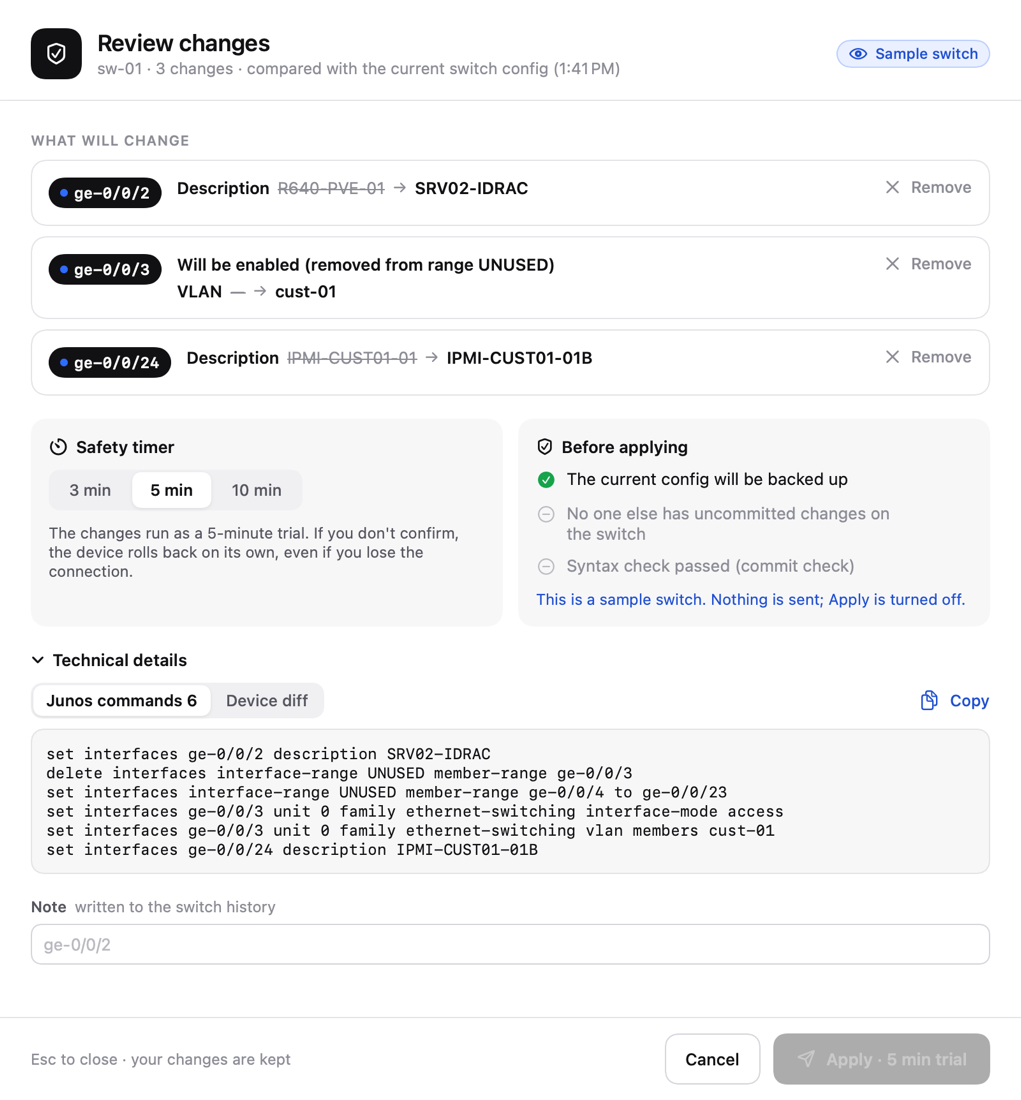 Review changes
sw-01 · 3 changes · compared with the current switch config (1:41 PM)
Sample switch
WHAT WILL CHANGE
ge-0/0/2 Description R640-PVE-01 → SRV02-IDRAC Remove
ge-0/0/3 Will be enabled (removed from range UNUSED) Remove
VLAN — → cust-01
ge-0/0/24 Description IPMI-CUST01-01 → IPMI-CUST01-01B Remove
Safety timer
3 min 5 min 10 min
The changes run as a 5-minute trial. If you don't confirm,
the device rolls back on its own, even if you lose the
connection.
Before applying
The current config will be backed up
No one else has uncommitted changes on
the switch
Syntax check passed (commit check)
This is a sample switch. Nothing is sent; Apply is turned off.
Technical details
Junos commands 6 Device diff Copy
set interfaces ge-0/0/2 description SRV02-IDRAC
delete interfaces interface-range UNUSED member-range ge-0/0/3
set interfaces interface-range UNUSED member-range ge-0/0/4 to ge-0/0/23
set interfaces ge-0/0/3 unit 0 family ethernet-switching interface-mode access
set interfaces ge-0/0/3 unit 0 family ethernet-switching vlan members cust-01
set interfaces ge-0/0/24 description IPMI-CUST01-01B
Note written to the switch history
ge-0/0/2
Esc to close · your changes are kept
Cancel
Apply · 5 min trial